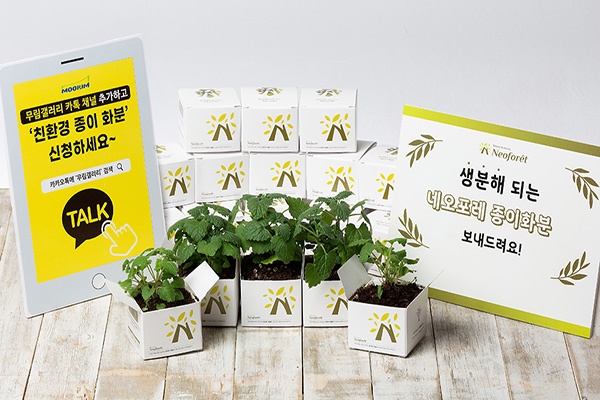 MOORIM
무림갤러리 카톡 채널 추가하고
'친환경 종이 화분'
신청하세요~
카카오톡에 '무림갤러리' 검색
TALK
Neoforêt
생분해 되는
네오포레 종이화분
보내드려요!